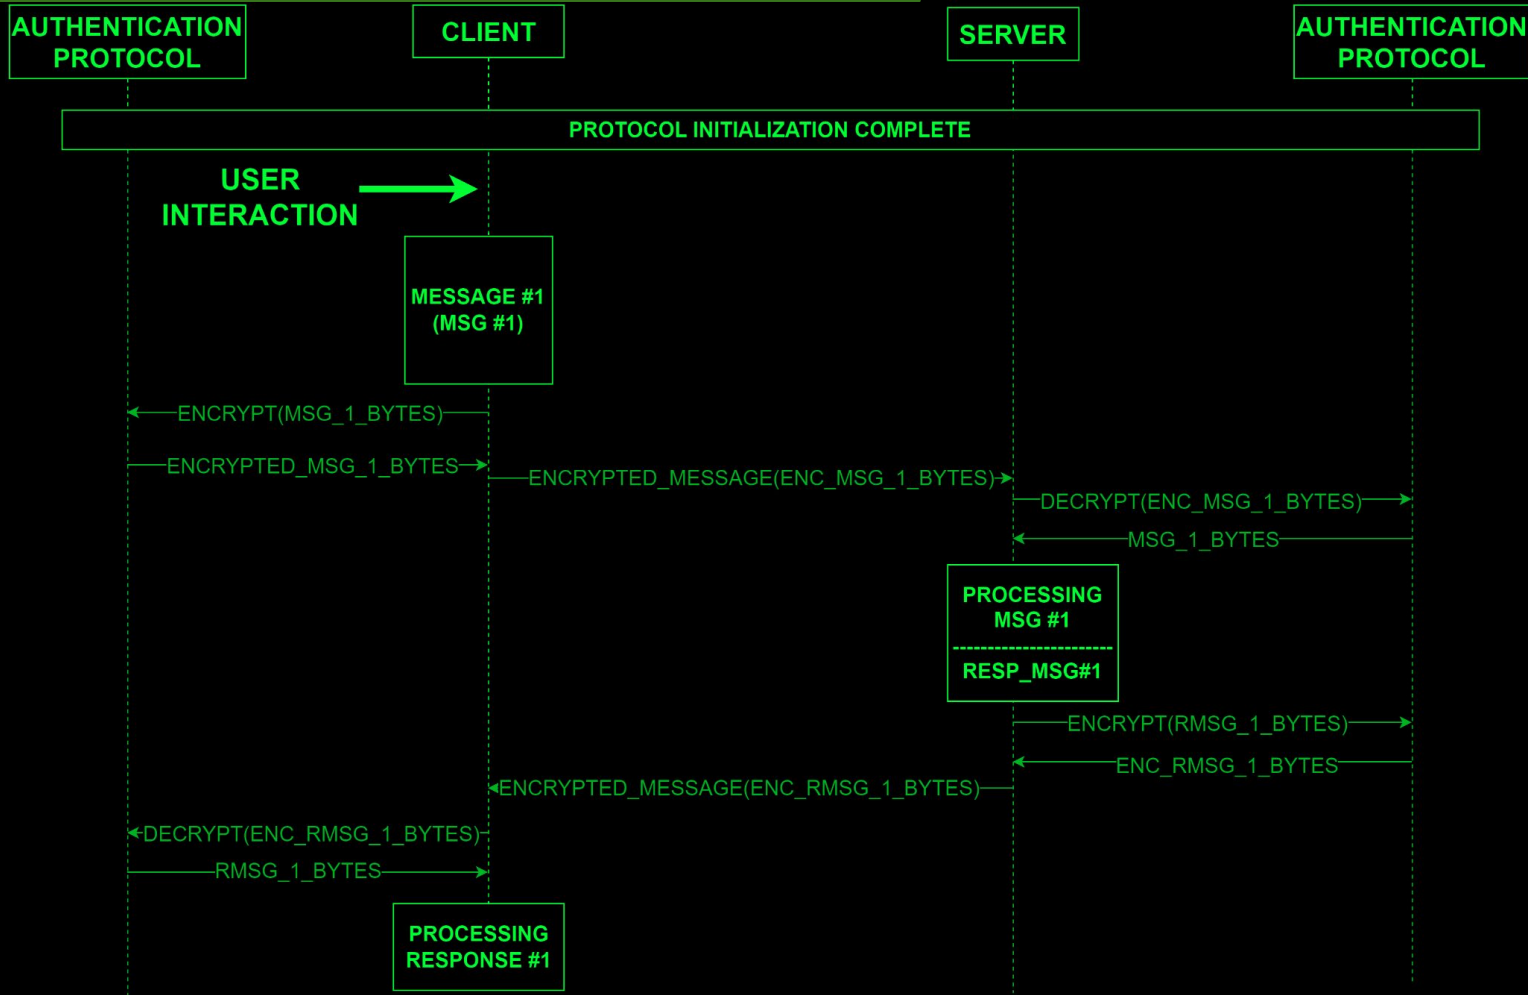 AUTHENTICATION
PROTOCOL
CLIENT
SERVER
AUTHENTICATION
PROTOCOL
PROTOCOL INITIALIZATION COMPLETE
USER
INTERACTION
MESSAGE #1
(MSG #1)
ENCRYPT(MSG_1_BYTES)
ENCRYPTED_MSG_1_BYTES
ENCRYPTED_MESSAGE(ENC_MSG_1_BYTES)
DECRYPT(ENC_MSG_1_BYTES)
MSG_1_BYTES
PROCESSING
MSG #1
RESP_MSG#1
ENCRYPT(RMSG_1_BYTES)
ENC_RMSG_1_BYTES
ENCRYPTED_MESSAGE(ENC_RMSG_1_BYTES)
DECRYPT(ENC_RMSG_1_BYTES)
RMSG_1_BYTES
PROCESSING
RESPONSE #1